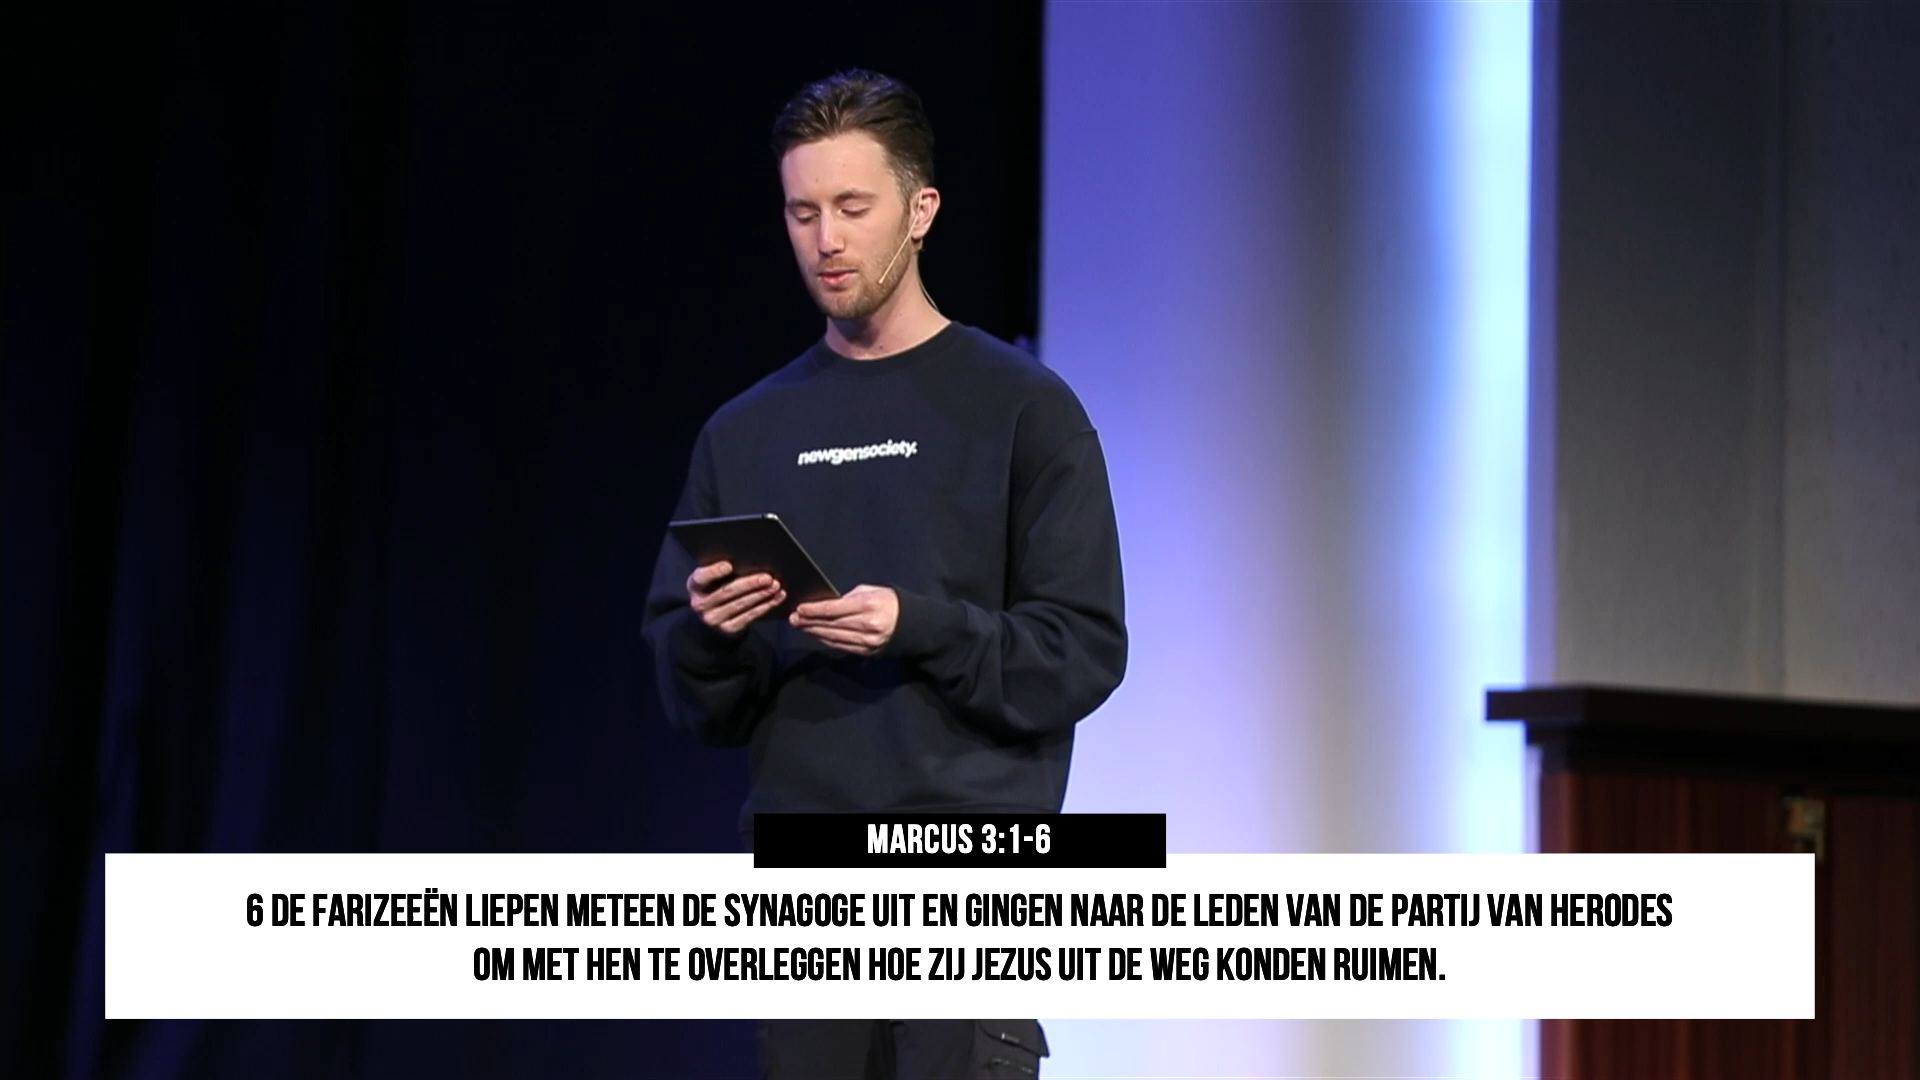 newgensociety.
MARCUS 3:1-6
6 DE FARIZEEËN LIEPEN METEEN DE SYNAGOGE UIT EN GINGEN NAAR DE LEDEN VAN DE PARTIJ VAN HERODES
OM MET HEN TE OVERLEGGEN HOE ZIJ JEZUS UIT DE WEG KONDEN RUIMEN.